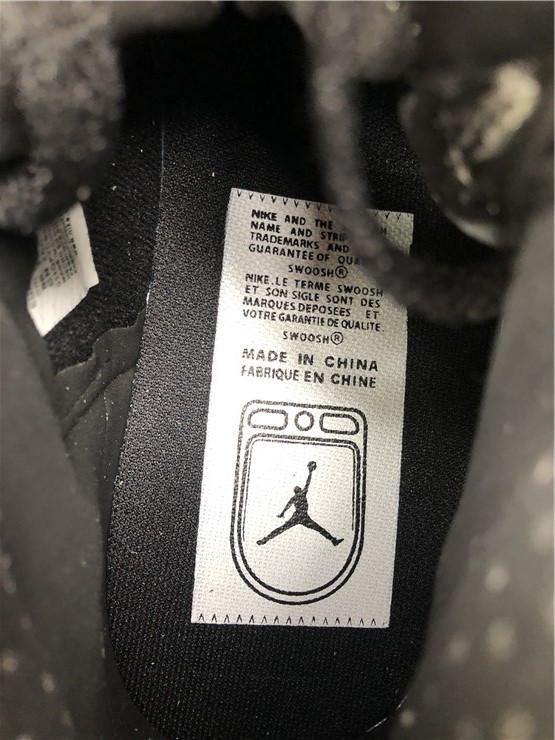 NIKE AND THE
NAME AND
TRADEMARKS AND
GUARANTEE OF
SWOOSH®
NIKE.LE TERME SWOOSH
ET SON SIGLE SONT DES
MARQUES DEPOSEES ET
VOTRE GARANTIE DE QUALITE.
SWOOSH®
MADE IN CHINA
FABRIQUE EN CHINE